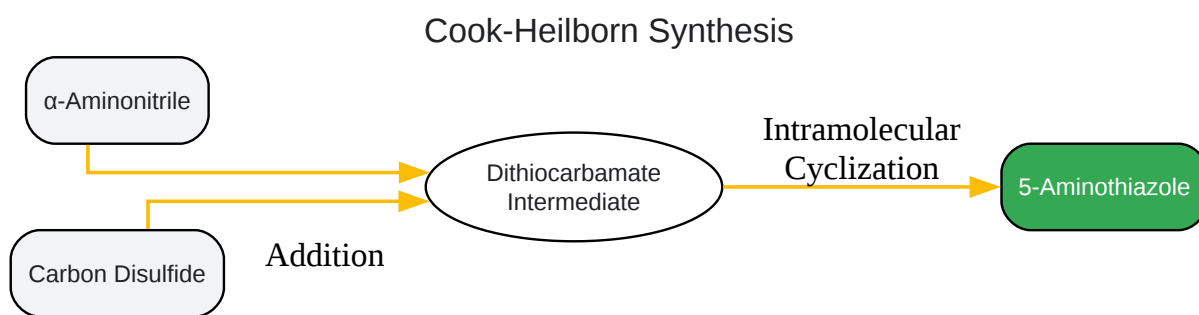 Cook-Heilborn Synthesis
α-Aminonitrile
Carbon Disulfide
Addition
Dithiocarbamate
Intermediate
Intramolecular
Cyclization
5-Aminothiazole